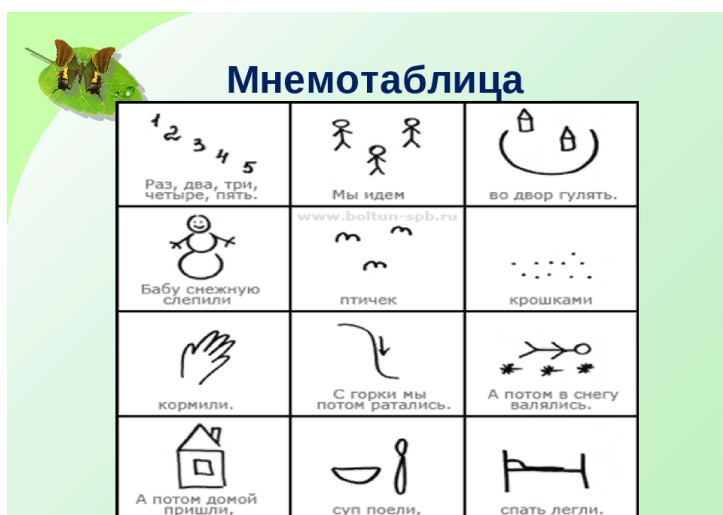 Мнемотаблица
1 2 3 4 5
Раз, два, три,
четыре, пять.
Мы идем
во двор гулять.
www.boltun-spb.ru
Бабу снежную
слепили
птичек
крошками
кормили.
С горки мы
потом ратались.
А потом в снегу
валялись.
А потом домой
пришли,
суп поели,
спать легли.